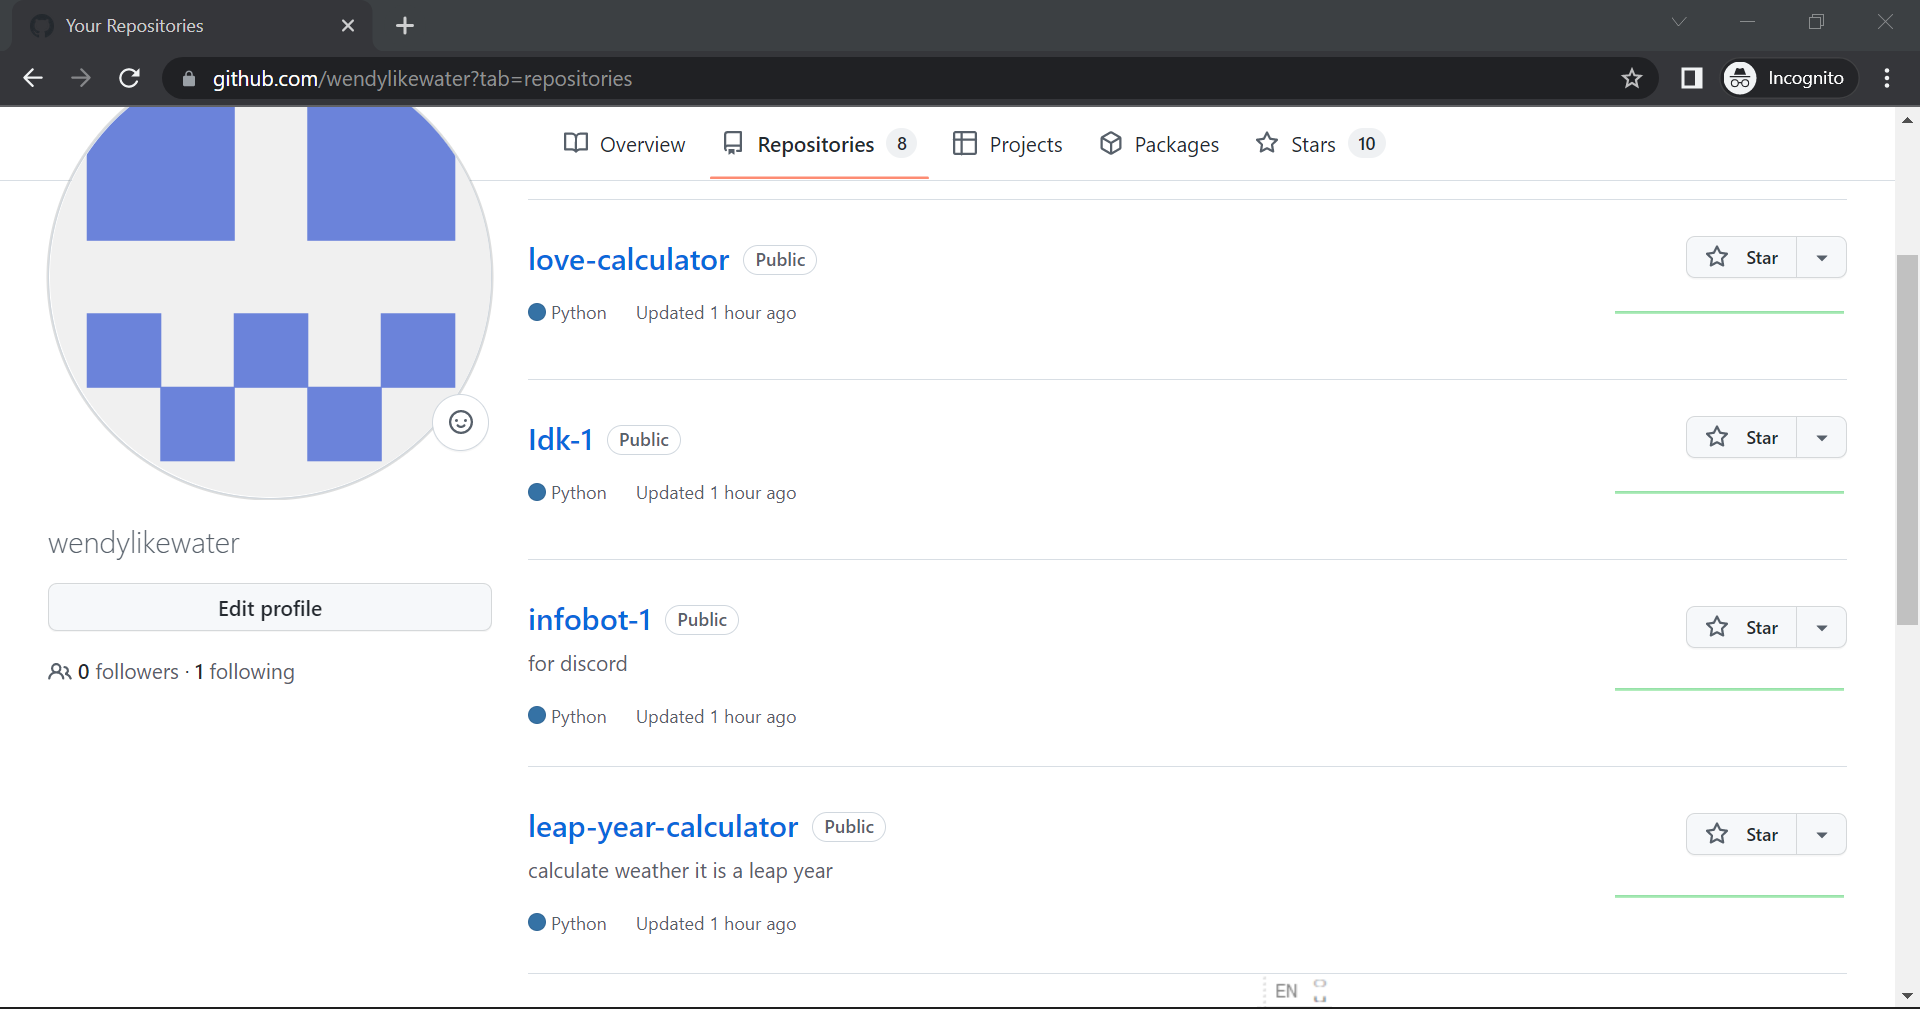 Your Repositories
github.com/wendylikewater?tab=repositories
Incognito
Overview
Repositories 8
Projects
Packages
Stars 10
love-calculator Public
Star
Python Updated 1 hour ago
Idk-1 Public
Star
Python Updated 1 hour ago
wendylikewater
Edit profile
0 followers · 1 following
infobot-1 Public
Star
for discord
Python Updated 1 hour ago
leap-year-calculator Public
Star
calculate weather it is a leap year
Python Updated 1 hour ago
EN